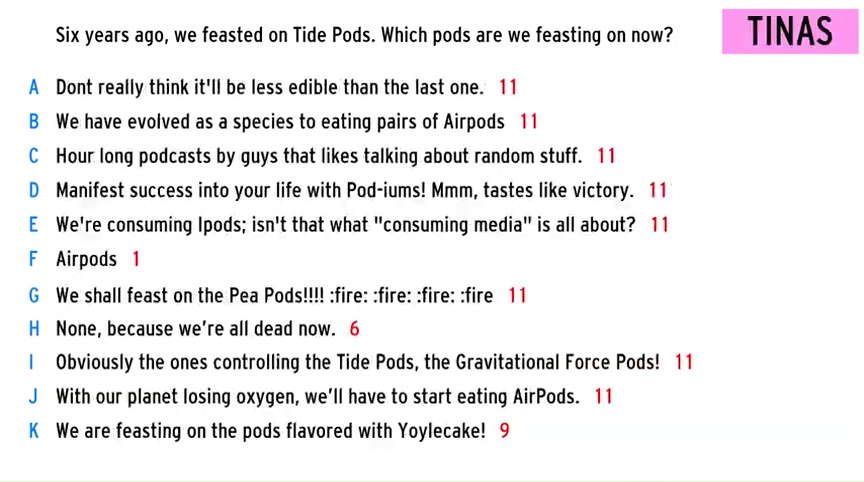 Six years ago, we feasted on Tide Pods. Which pods are we feasting on now?
TINAS
A Dont really think it'll be less edible than the last one. 11
B We have evolved as a species to eating pairs of Airpods 11
C Hour long podcasts by guys that likes talking about random stuff. 11
D Manifest success into your life with Pod-iums! Mmm, tastes like victory. 11
E We're consuming Ipods; isn't that what "consuming media" is all about? 11
F Airpods 1
G We shall feast on the Pea Pods!!!! :fire: :fire: :fire: :fire 11
H None, because we’re all dead now. 6
I Obviously the ones controlling the Tide Pods, the Gravitational Force Pods! 11
J With our planet losing oxygen, we’ll have to start eating AirPods. 11
K We are feasting on the pods flavored with Yoylecake! 9